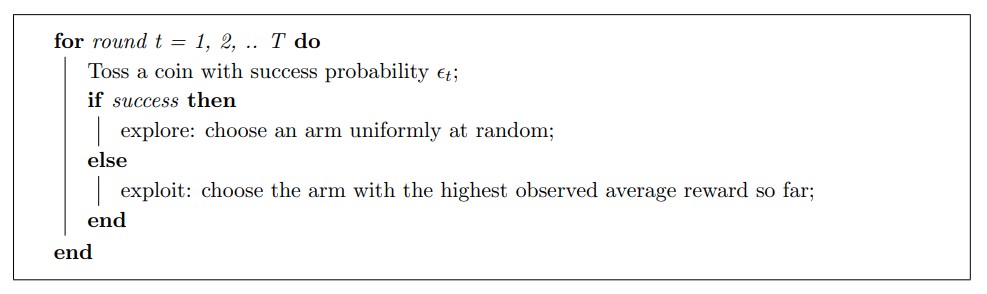 for round t = 1, 2, .. T do
Toss a coin with success probability ϵt;
if success then
explore: choose an arm uniformly at random;
else
exploit: choose the arm with the highest observed average reward so far;
end
end